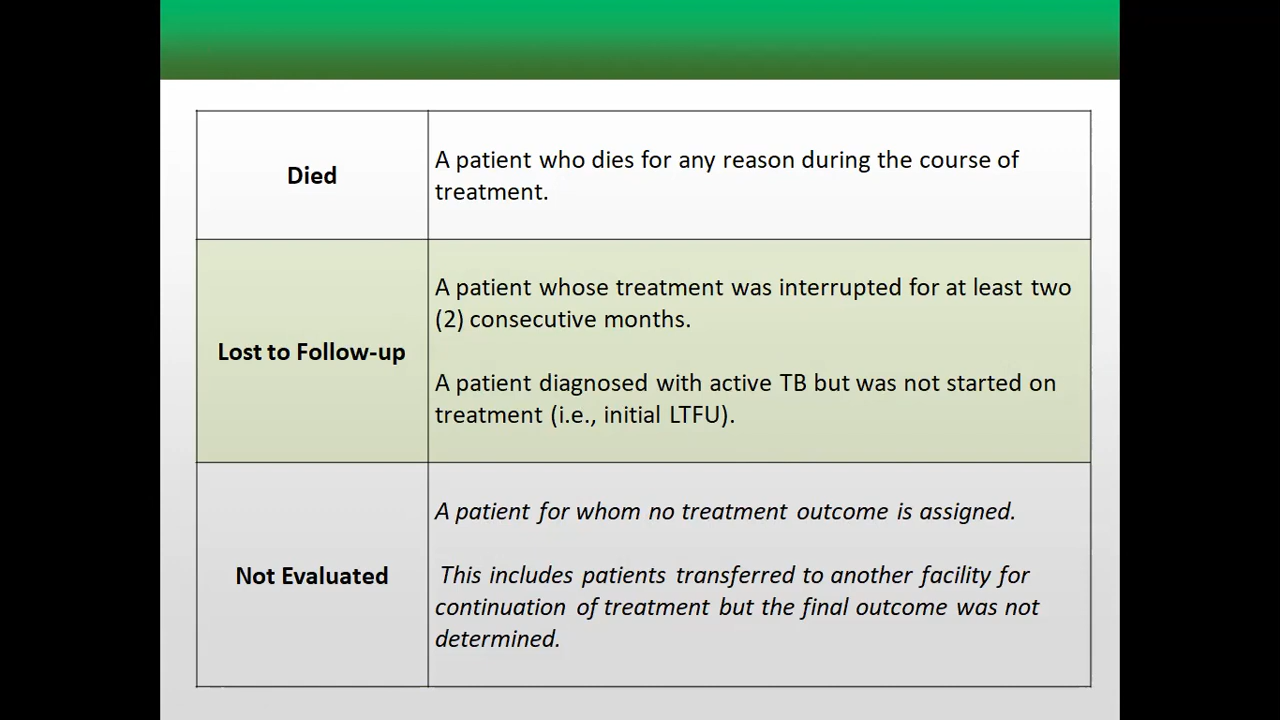 Died
A patient who dies for any reason during the course of
treatment.
Lost to Follow-up
A patient whose treatment was interrupted for at least two
(2) consecutive months.
A patient diagnosed with active TB but was not started on
treatment (i.e., initial LTFU).
Not Evaluated
A patient for whom no treatment outcome is assigned.
This includes patients transferred to another facility for
continuation of treatment but the final outcome was not
determined.